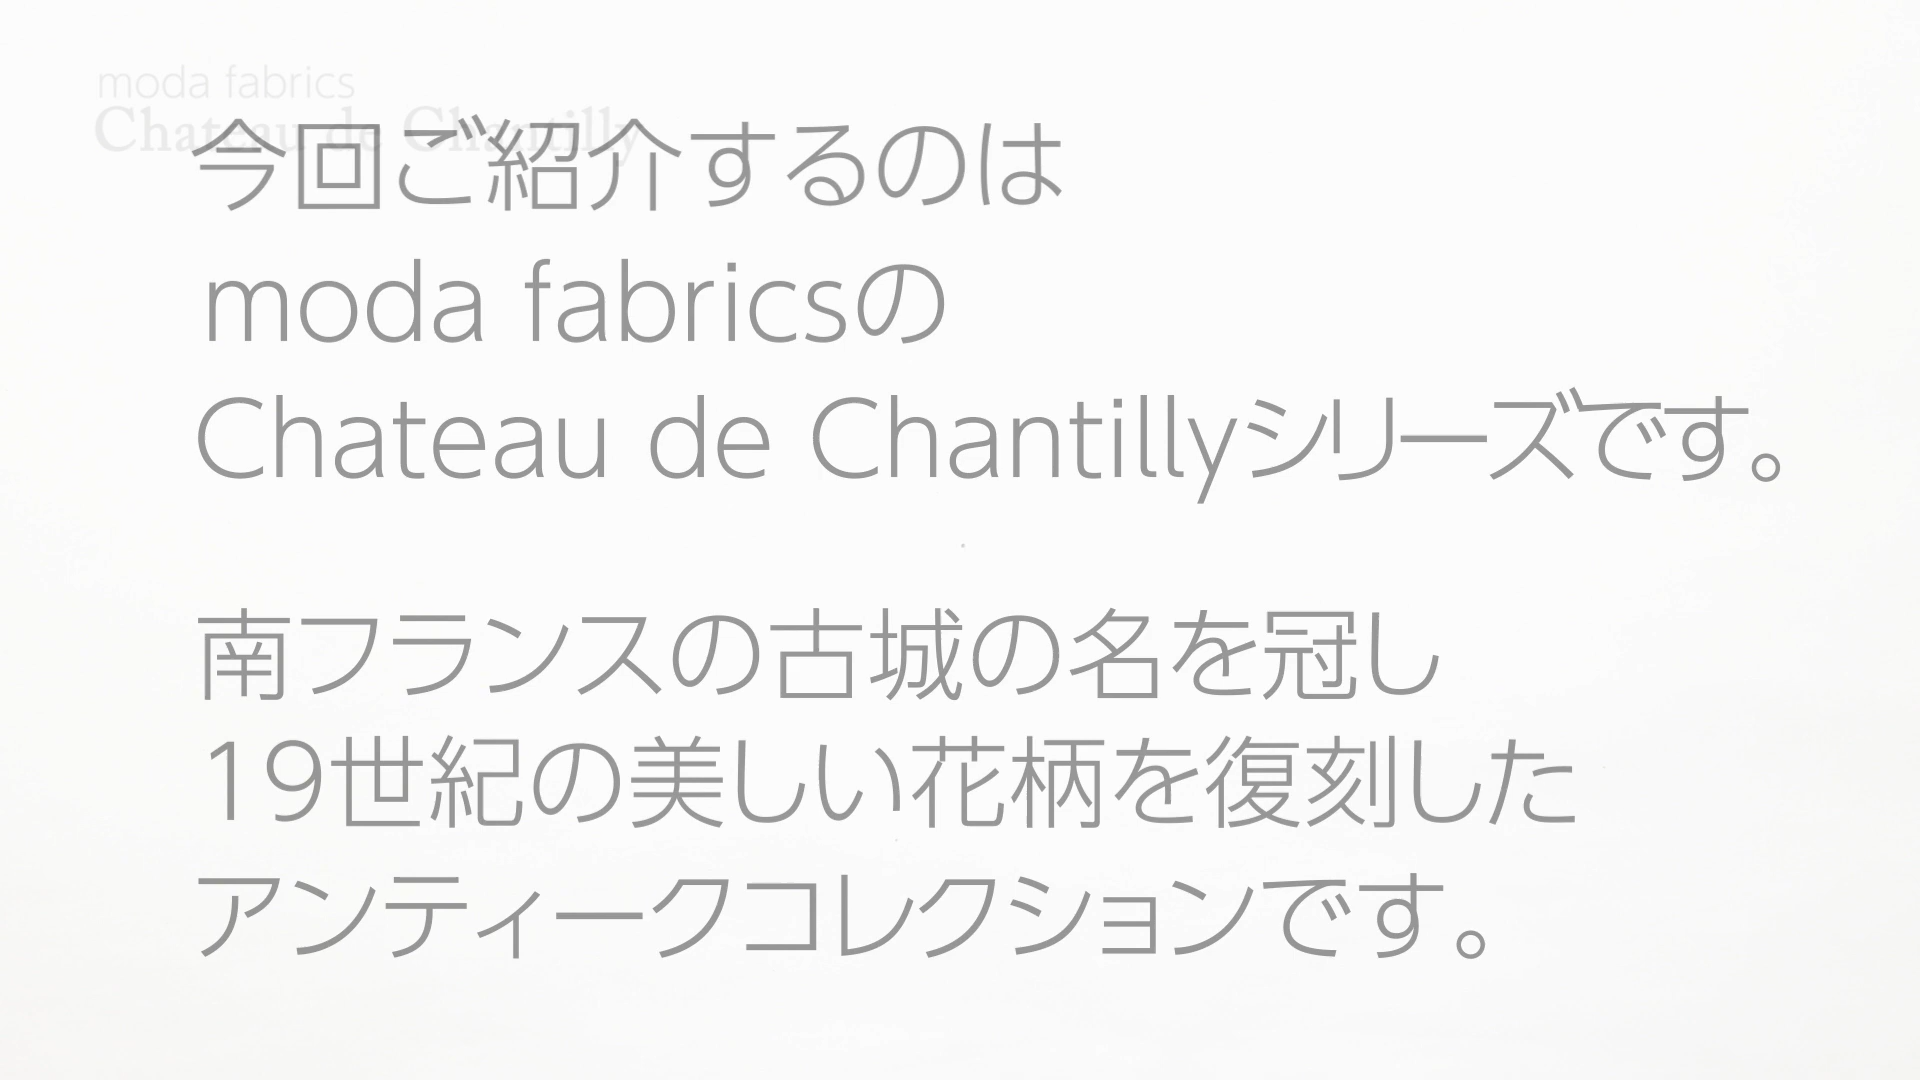 moda fabrics
Chateau de Chantilly
今回ご紹介するのは
moda fabricsの
Chateau de Chantillyシリーズです。
南フランスの古城の名を冠し
19世紀の美しい花柄を復刻した
アンティークコレクションです。